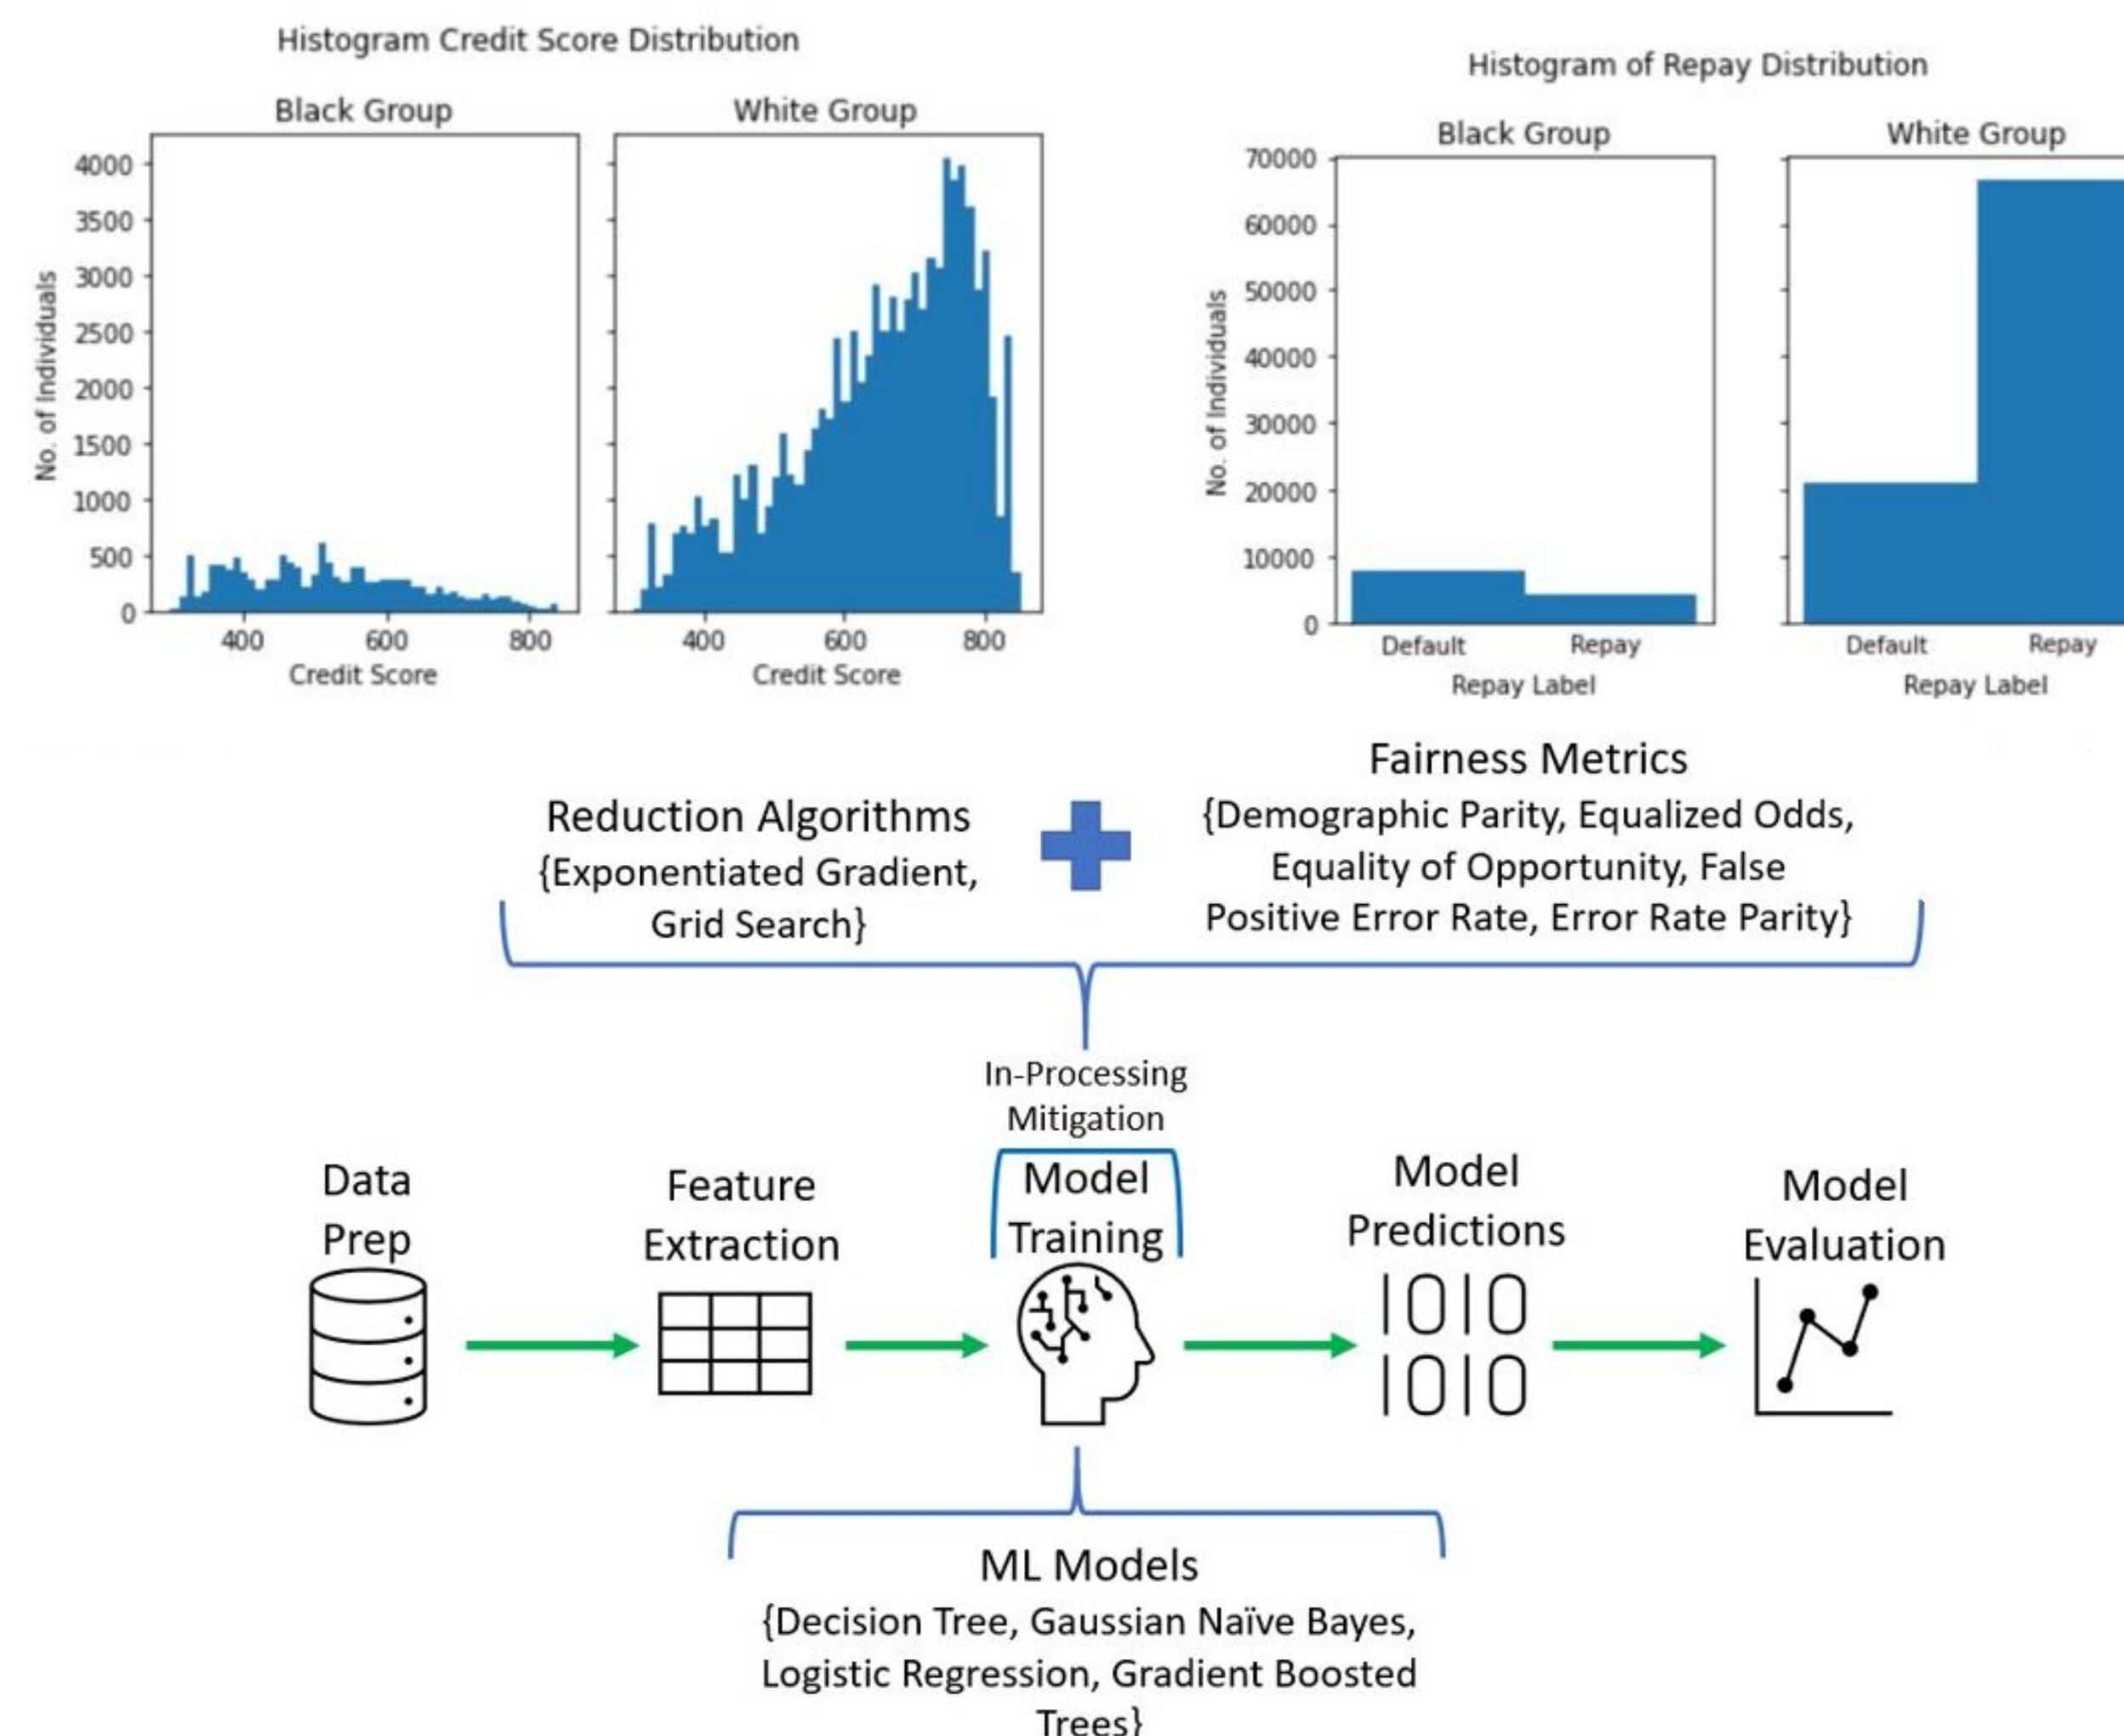 Histogram Credit Score Distribution
Black Group
White Group
No. of Individuals
4000
3500
3000
2500
2000
1500
1000
500
0
400 600 800
Credit Score
400 600 800
Credit Score
Histogram of Repay Distribution
Black Group
White Group
No. of Individuals
70000
60000
50000
40000
30000
20000
10000
0
Default Repay
Repay Label
Default Repay
Repay Label
Reduction Algorithms
{Exponentiated Gradient,
Grid Search}
Fairness Metrics
{Demographic Parity, Equalized Odds,
Equality of Opportunity, False
Positive Error Rate, Error Rate Parity}
In-Processing
Mitigation
Data
Prep
Feature
Extraction
Model
Training
Model
Predictions
1010
1010
Model
Evaluation
ML Models
{Decision Tree, Gaussian Naïve Bayes,
Logistic Regression, Gradient Boosted
Trees}